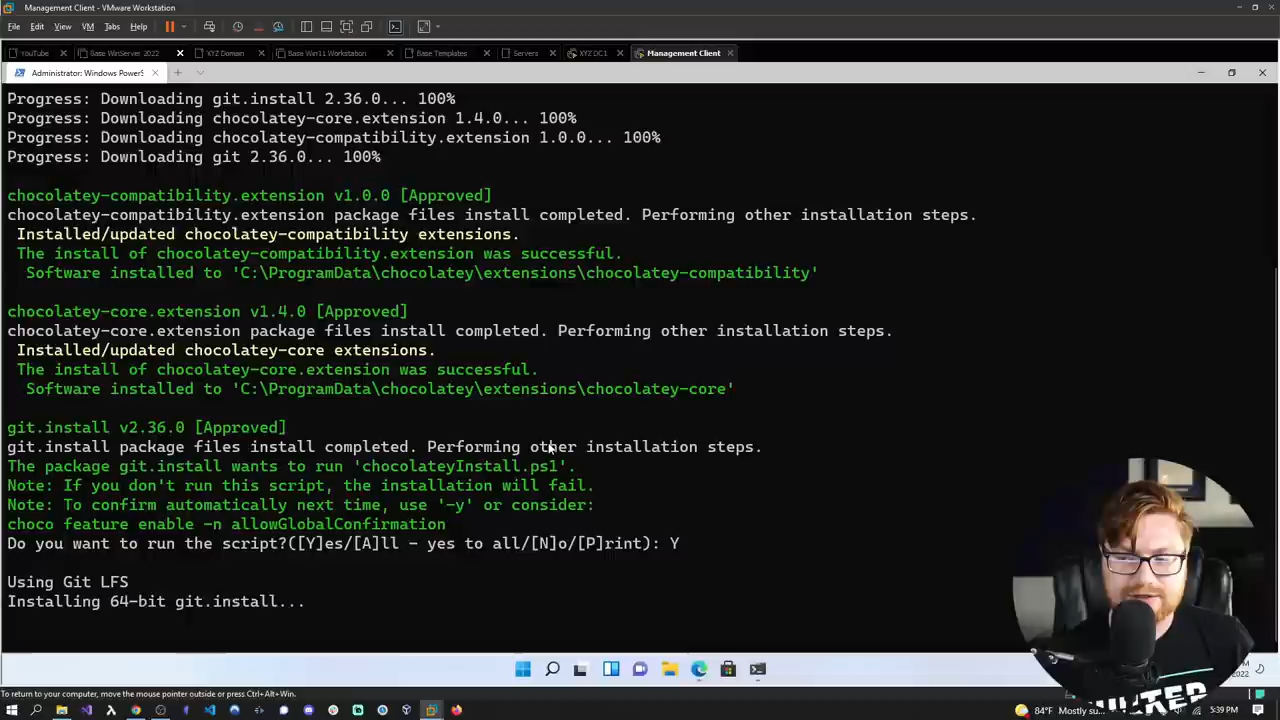 Management Client - VMware Workstation
File Edit View VM Tabs Help
YouTube Base WinServer 2022 XYZ Domain Base Win11 Workstation Base Templates Servers XYZ DC1 Management Client
Administrator: Windows PowerS
Progress: Downloading git.install 2.36.0... 100%
Progress: Downloading chocolatey-core.extension 1.4.0... 100%
Progress: Downloading chocolatey-compatibility.extension 1.0.0... 100%
Progress: Downloading git 2.36.0... 100%
chocolatey-compatibility.extension v1.0.0 [Approved]
chocolatey-compatibility.extension package files install completed. Performing other installation steps.
Installed/updated chocolatey-compatibility extensions.
The install of chocolatey-compatibility.extension was successful.
Software installed to 'C:\ProgramData\chocolatey\extensions\chocolatey-compatibility'
chocolatey-core.extension v1.4.0 [Approved]
chocolatey-core.extension package files install completed. Performing other installation steps.
Installed/updated chocolatey-core extensions.
The install of chocolatey-core.extension was successful.
Software installed to 'C:\ProgramData\chocolatey\extensions\chocolatey-core'
git.install v2.36.0 [Approved]
git.install package files install completed. Performing other installation steps.
The package git.install wants to run 'chocolateyInstall.ps1'.
Note: If you don't run this script, the installation will fail.
Note: To confirm automatically next time, use '-y' or consider:
choco feature enable -n allowGlobalConfirmation
Do you want to run the script?([Y]es/[A]ll - yes to all/[N]o/[P]rint): Y
Using Git LFS
Installing 64-bit git.install...
To return to your computer, move the mouse pointer outside or press Ctrl+Alt+Win.
84°F Mostly su... 5:39 PM